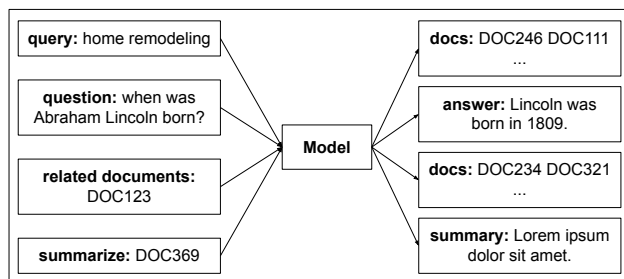 query: home remodeling
question: when was
Abraham Lincoln born?
related documents:
DOC123
summarize: DOC369
Model
docs: DOC246 DOC111
...
answer: Lincoln was
born in 1809.
docs: DOC234 DOC321
...
summary: Lorem ipsum
dolor sit amet.